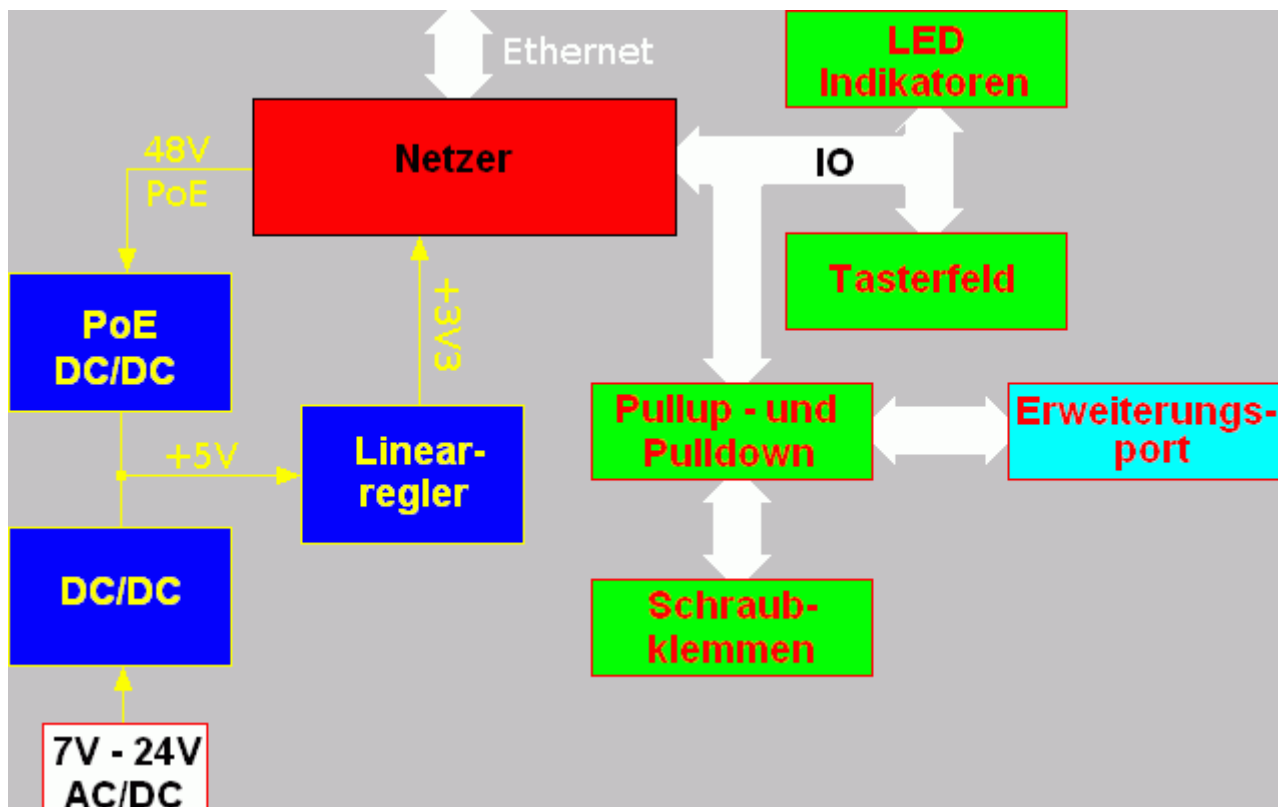 Ethernet
LED
Indikatoren
48V
PoE
Netzer
IO
Tasterfeld
+3V3
PoE
DC/DC
Pullup - und
Pulldown
Erweiterungs-
port
+5V
Linear-
regler
DC/DC
Schraub-
klemmen
7V - 24V
AC/DC